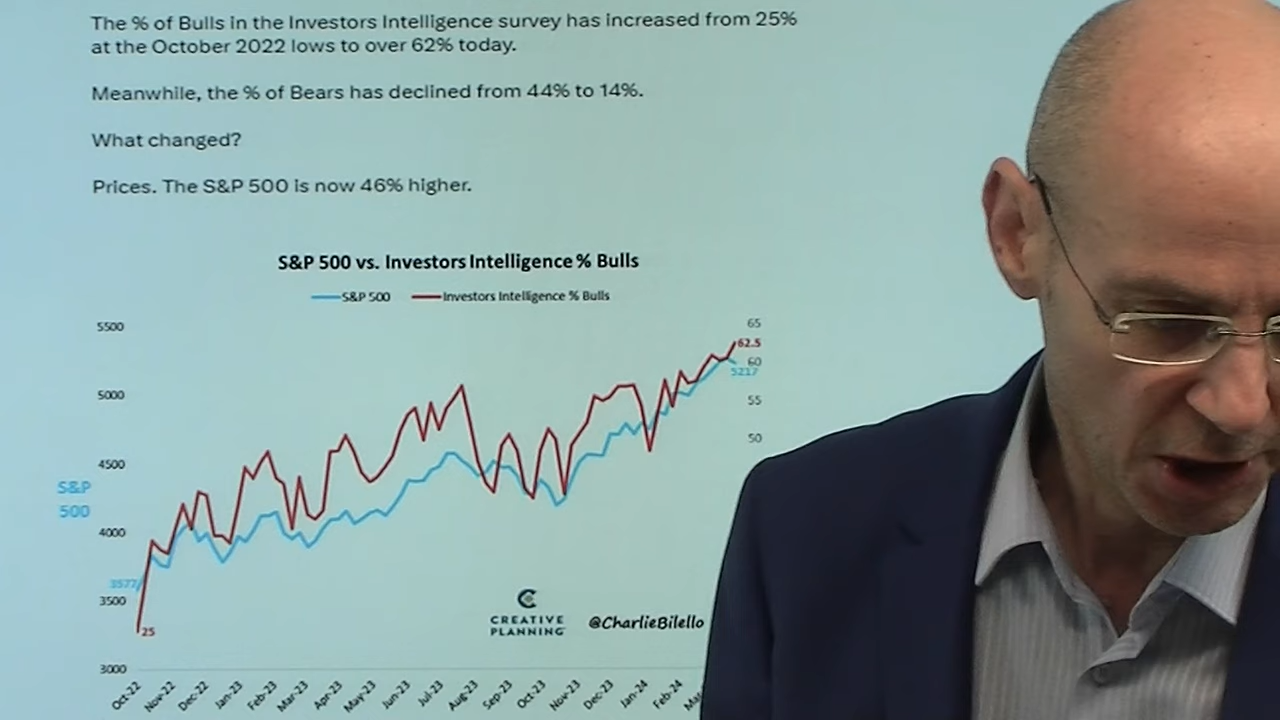 The % of Bulls in the Investors Intelligence survey has increased from 25%
at the October 2022 lows to over 62% today.
Meanwhile, the % of Bears has declined from 44% to 14%.
What changed?
Prices. The S&P 500 is now 46% higher.
S&P 500 vs. Investors Intelligence % Bulls
S&P 500
Investors Intelligence % Bulls
5500
5000
4500
4000
3500
3000
S&P
500
3577
25
65
62.5
60
5217
55
50
CREATIVE
PLANNING
@CharlieBilello
Oct-22
Nov-22
Dec-22
Jan-23
Feb-23
Mar-23
Apr-23
May-23
Jun-23
Jul-23
Aug-23
Sep-23
Oct-23
Nov-23
Dec-23
Jan-24
Feb-24